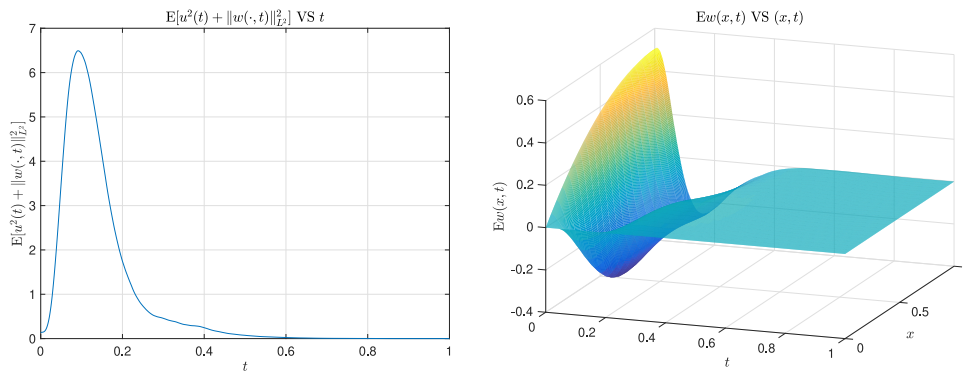 E[u²(t) + ‖w(·, t)‖²_{L²}] VS t
7
6
5
4
3
2
1
0
E[u²(t) + ‖w(·, t)‖²_{L²}]
0 0.2 0.4 0.6 0.8 1
t
Ew(x, t) VS (x, t)
0.6
0.4
0.2
0
-0.2
-0.4
Ew(x, t)
0 0.2 0.4 0.6 0.8 1
t
0 0.5
x